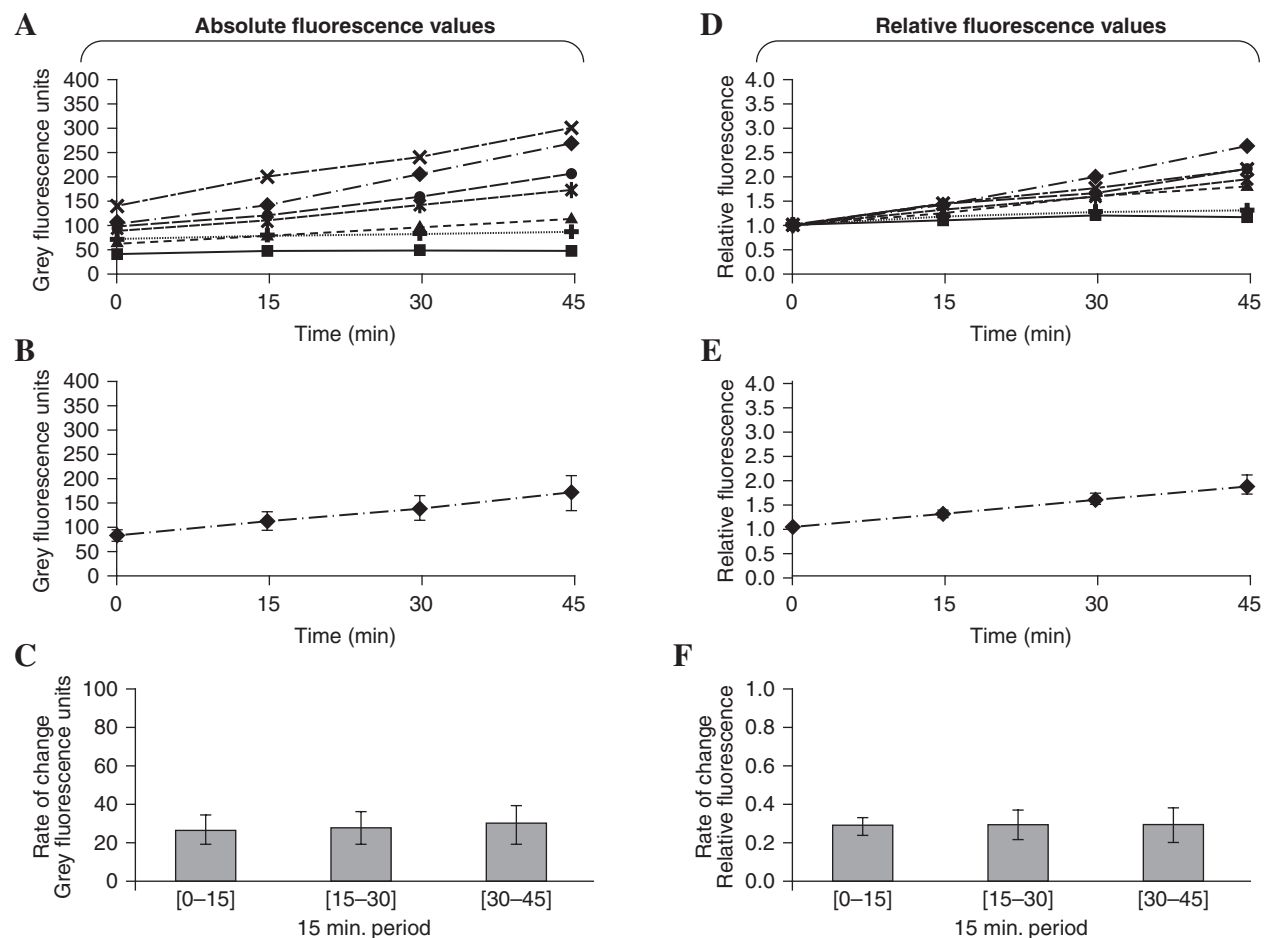 A
Absolute fluorescence values
Grey fluorescence units
400
350
300
250
200
150
100
50
0
0 15 30 45
Time (min)
D
Relative fluorescence values
Relative fluorescence
4.0
3.5
3.0
2.5
2.0
1.5
1.0
0.5
0.0
0 15 30 45
Time (min)
B
Grey fluorescence units
400
350
300
250
200
150
100
50
0
0 15 30 45
Time (min)
E
Relative fluorescence
4.0
3.5
3.0
2.5
2.0
1.5
1.0
0.5
0.0
0 15 30 45
Time (min)
C
Rate of change
Grey fluorescence units
100
80
60
40
20
0
[0–15] [15–30] [30–45]
15 min. period
F
Rate of change
Relative fluorescence
1.0
0.8
0.6
0.4
0.2
0.0
[0–15] [15–30] [30–45]
15 min. period